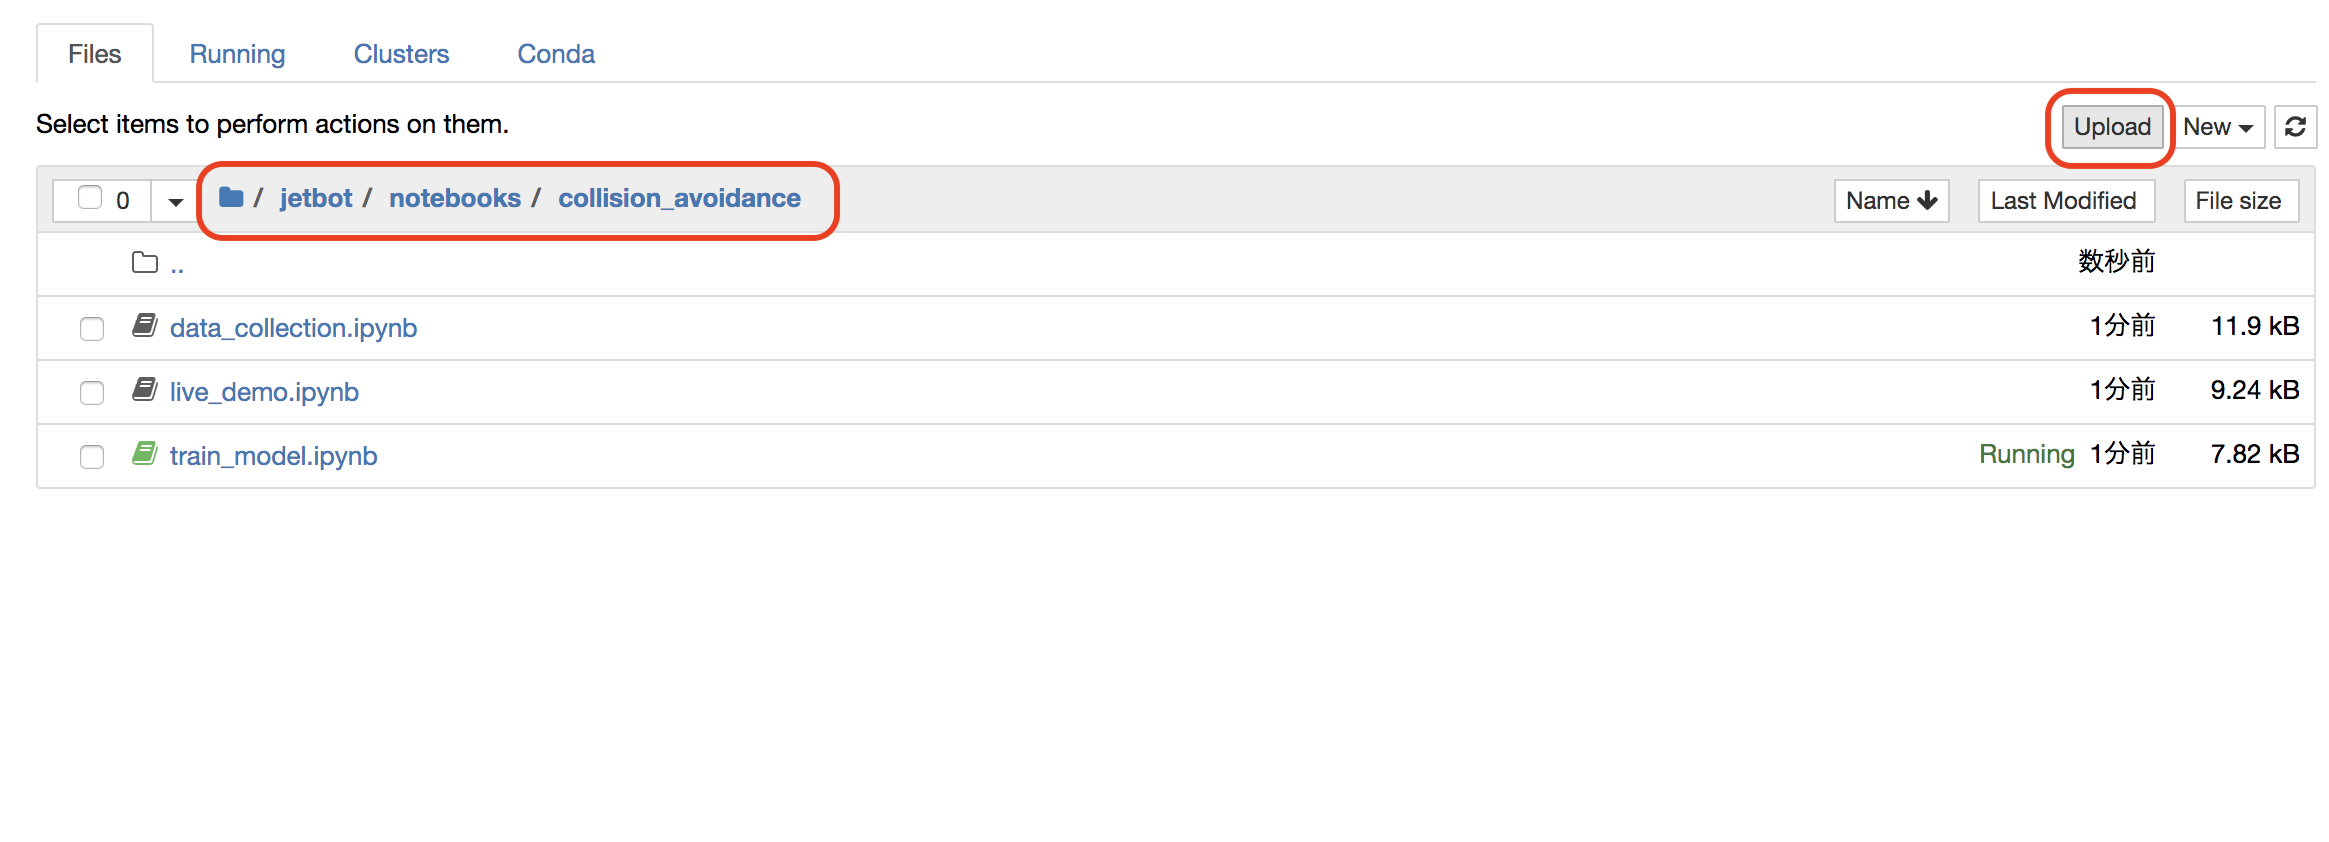 Files Running Clusters Conda
Select items to perform actions on them.
Upload New
0 / jetbot / notebooks / collision_avoidance Name Last Modified File size
.. 数秒前
data_collection.ipynb 1分前 11.9 kB
live_demo.ipynb 1分前 9.24 kB
train_model.ipynb Running 1分前 7.82 kB